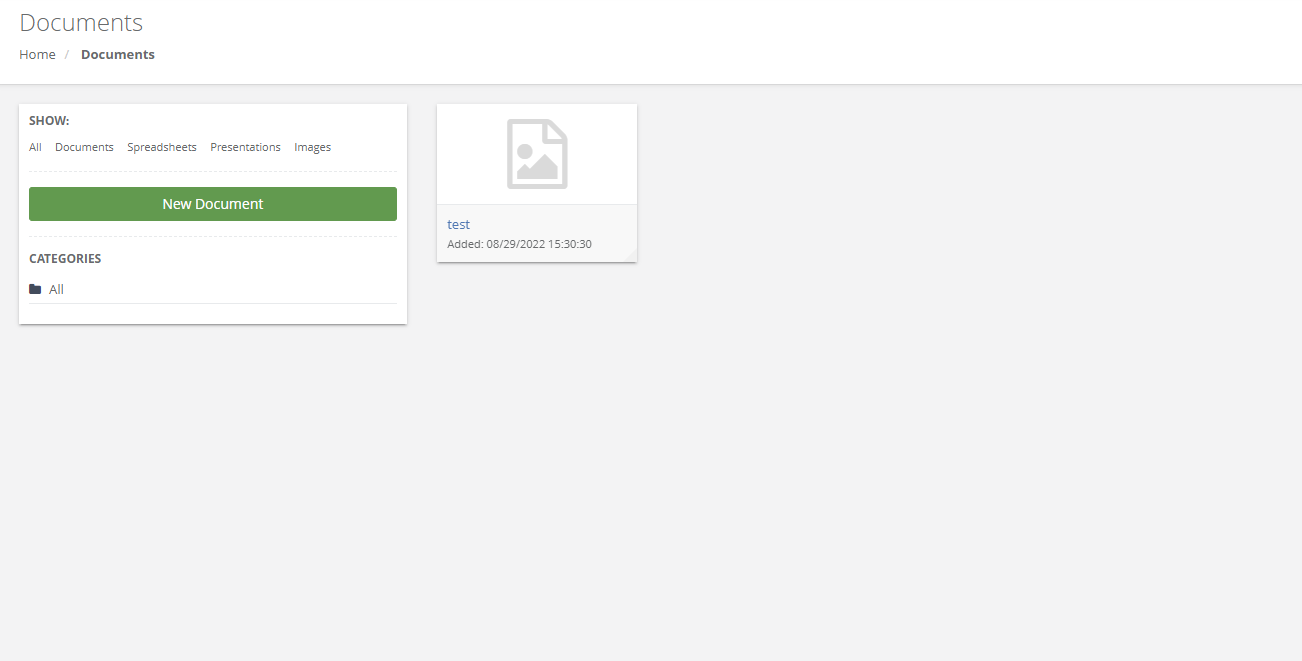 Documents
Home / Documents
SHOW:
All Documents Spreadsheets Presentations Images
New Document
CATEGORIES
All
test
Added: 08/29/2022 15:30:30